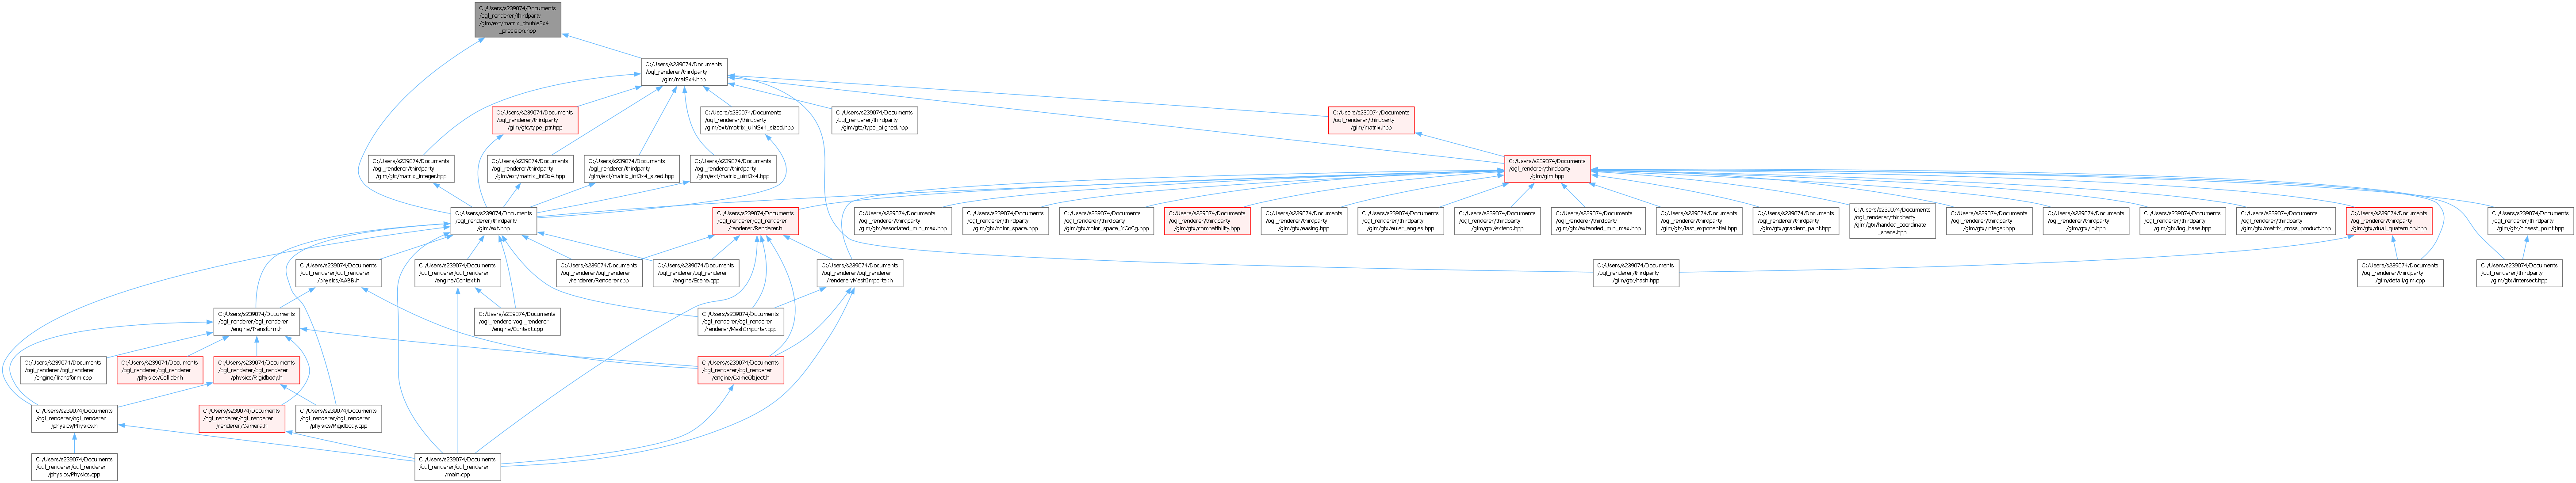 C:/Users/s239074/Documents
/ogl_renderer/thirdparty
/glm/ext/matrix_double3x4
_precision.hpp
C:/Users/s239074/Documents
/ogl_renderer/thirdparty
/glm/mat3x4.hpp
C:/Users/s239074/Documents
/ogl_renderer/thirdparty
/glm/gtc/type_ptr.hpp
C:/Users/s239074/Documents
/ogl_renderer/thirdparty
/glm/ext/matrix_uint3x4_sized.hpp
C:/Users/s239074/Documents
/ogl_renderer/thirdparty
/glm/gtc/type_aligned.hpp
C:/Users/s239074/Documents
/ogl_renderer/thirdparty
/glm/matrix.hpp
C:/Users/s239074/Documents
/ogl_renderer/thirdparty
/glm/gtc/matrix_integer.hpp
C:/Users/s239074/Documents
/ogl_renderer/thirdparty
/glm/ext/matrix_int3x4.hpp
C:/Users/s239074/Documents
/ogl_renderer/thirdparty
/glm/ext/matrix_int3x4_sized.hpp
C:/Users/s239074/Documents
/ogl_renderer/thirdparty
/glm/ext/matrix_uint3x4.hpp
C:/Users/s239074/Documents
/ogl_renderer/thirdparty
/glm/glm.hpp
C:/Users/s239074/Documents
/ogl_renderer/thirdparty
/glm/ext.hpp
C:/Users/s239074/Documents
/ogl_renderer/ogl_renderer
/renderer/Renderer.h
C:/Users/s239074/Documents
/ogl_renderer/thirdparty
/glm/gtx/associated_min_max.hpp
C:/Users/s239074/Documents
/ogl_renderer/thirdparty
/glm/gtx/color_space.hpp
C:/Users/s239074/Documents
/ogl_renderer/thirdparty
/glm/gtx/color_space_YCoCg.hpp
C:/Users/s239074/Documents
/ogl_renderer/thirdparty
/glm/gtx/compatibility.hpp
C:/Users/s239074/Documents
/ogl_renderer/thirdparty
/glm/gtx/easing.hpp
C:/Users/s239074/Documents
/ogl_renderer/thirdparty
/glm/gtx/euler_angles.hpp
C:/Users/s239074/Documents
/ogl_renderer/thirdparty
/glm/gtx/extend.hpp
C:/Users/s239074/Documents
/ogl_renderer/thirdparty
/glm/gtx/extended_min_max.hpp
C:/Users/s239074/Documents
/ogl_renderer/thirdparty
/glm/gtx/fast_exponential.hpp
C:/Users/s239074/Documents
/ogl_renderer/thirdparty
/glm/gtx/gradient_paint.hpp
C:/Users/s239074/Documents
/ogl_renderer/thirdparty
/glm/gtx/handed_coordinate
_space.hpp
C:/Users/s239074/Documents
/ogl_renderer/thirdparty
/glm/gtx/integer.hpp
C:/Users/s239074/Documents
/ogl_renderer/thirdparty
/glm/gtx/io.hpp
C:/Users/s239074/Documents
/ogl_renderer/thirdparty
/glm/gtx/log_base.hpp
C:/Users/s239074/Documents
/ogl_renderer/thirdparty
/glm/gtx/matrix_cross_product.hpp
C:/Users/s239074/Documents
/ogl_renderer/thirdparty
/glm/gtx/dual_quaternion.hpp
C:/Users/s239074/Documents
/ogl_renderer/thirdparty
/glm/gtx/closest_point.hpp
C:/Users/s239074/Documents
/ogl_renderer/ogl_renderer
/physics/AABB.h
C:/Users/s239074/Documents
/ogl_renderer/ogl_renderer
/engine/Context.h
C:/Users/s239074/Documents
/ogl_renderer/ogl_renderer
/renderer/Renderer.cpp
C:/Users/s239074/Documents
/ogl_renderer/ogl_renderer
/engine/Scene.cpp
C:/Users/s239074/Documents
/ogl_renderer/ogl_renderer
/renderer/MeshImporter.h
C:/Users/s239074/Documents
/ogl_renderer/thirdparty
/glm/gtx/hash.hpp
C:/Users/s239074/Documents
/ogl_renderer/thirdparty
/glm/detail/glm.cpp
C:/Users/s239074/Documents
/ogl_renderer/thirdparty
/glm/gtx/intersect.hpp
C:/Users/s239074/Documents
/ogl_renderer/ogl_renderer
/engine/Transform.h
C:/Users/s239074/Documents
/ogl_renderer/ogl_renderer
/engine/Context.cpp
C:/Users/s239074/Documents
/ogl_renderer/ogl_renderer
/renderer/MeshImporter.cpp
C:/Users/s239074/Documents
/ogl_renderer/ogl_renderer
/engine/Transform.cpp
C:/Users/s239074/Documents
/ogl_renderer/ogl_renderer
/physics/Collider.h
C:/Users/s239074/Documents
/ogl_renderer/ogl_renderer
/physics/Rigidbody.h
C:/Users/s239074/Documents
/ogl_renderer/ogl_renderer
/engine/GameObject.h
C:/Users/s239074/Documents
/ogl_renderer/ogl_renderer
/physics/Physics.h
C:/Users/s239074/Documents
/ogl_renderer/ogl_renderer
/renderer/Camera.h
C:/Users/s239074/Documents
/ogl_renderer/ogl_renderer
/physics/Rigidbody.cpp
C:/Users/s239074/Documents
/ogl_renderer/ogl_renderer
/physics/Physics.cpp
C:/Users/s239074/Documents
/ogl_renderer/ogl_renderer
/main.cpp